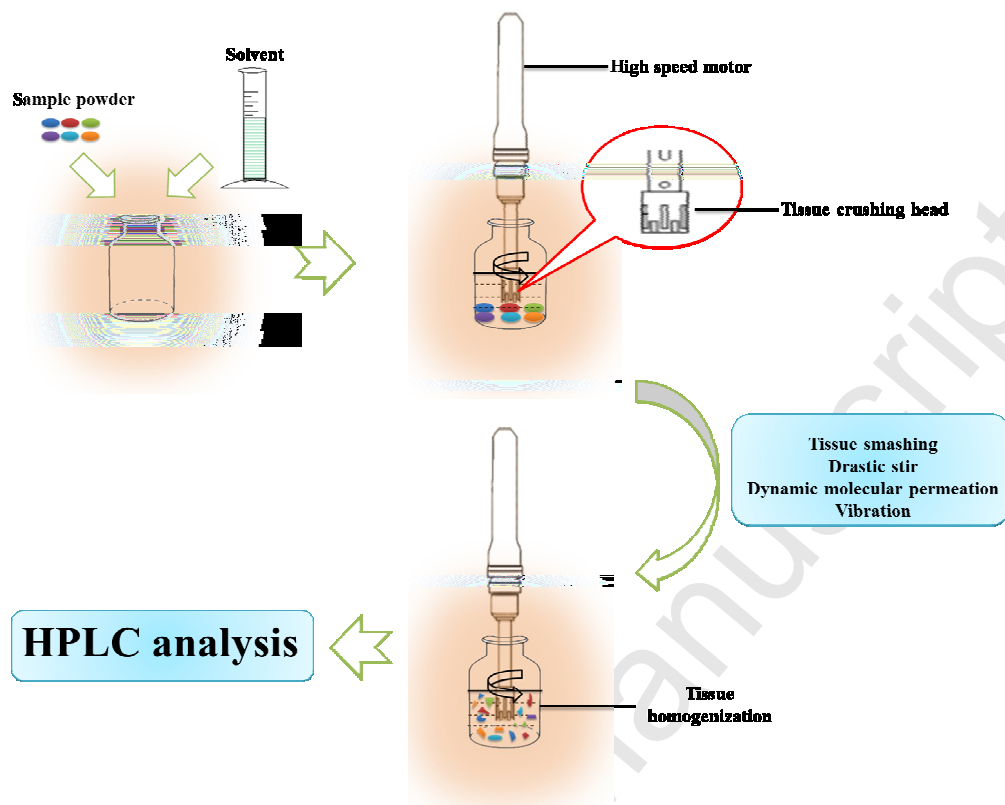 Solvent
Sample powder
High speed motor
Tissue crushing head
Tissue smashing
Drastic stir
Dynamic molecular permeation
Vibration
HPLC analysis
Tissue
homogenization
anuscript